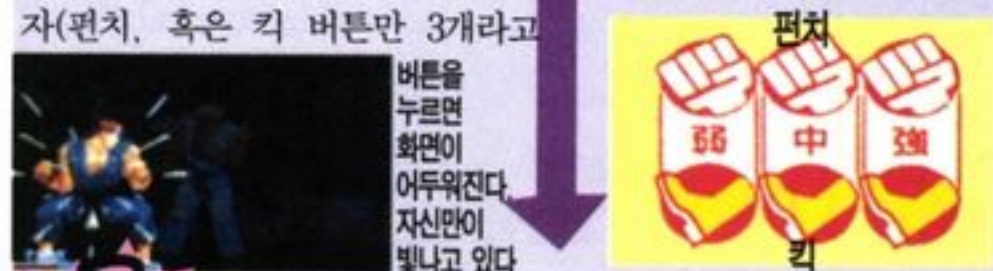 자(펀치, 혹은 킥 버튼만 3개라고
버튼을
누르면
화면이
어두워진다.
자신만이
빛나고 있다
펀치
弱 中 強
킥